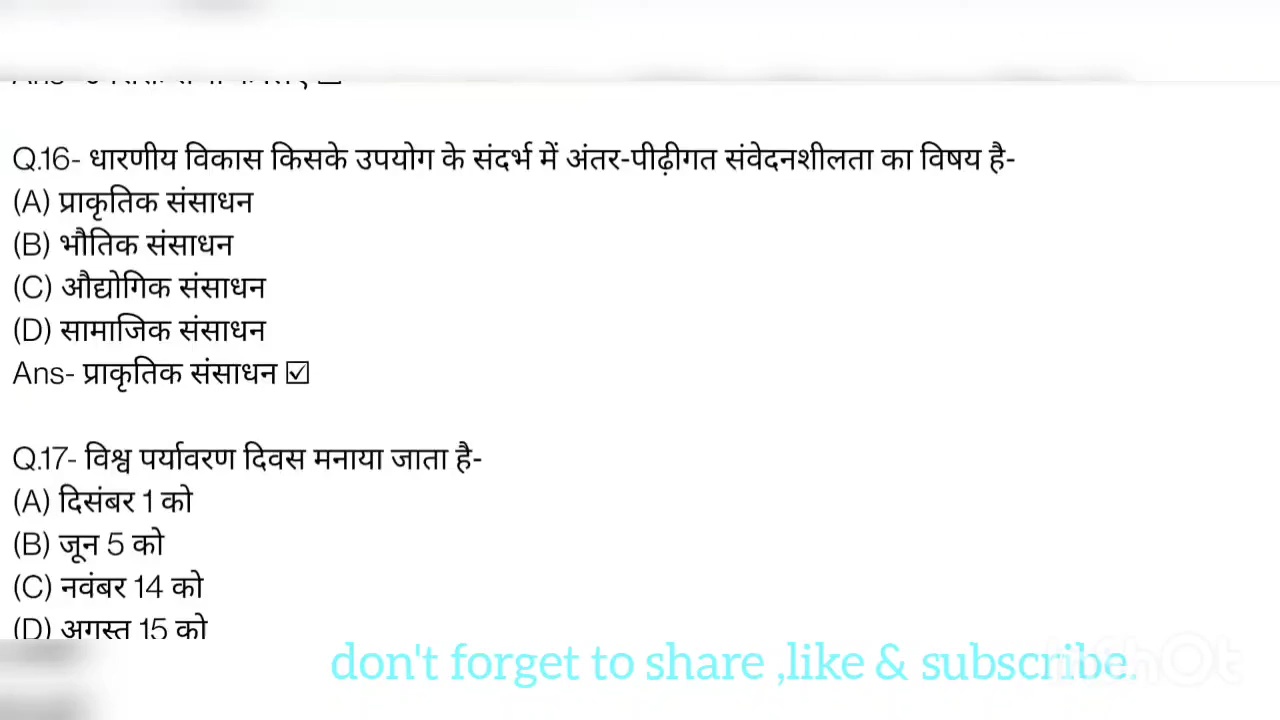 Q.16- धारणीय विकास किसके उपयोग के संदर्भ में अंतर-पीढ़ीगत संवेदनशीलता का विषय है-
(A) प्राकृतिक संसाधन
(B) भौतिक संसाधन
(C) औद्योगिक संसाधन
(D) सामाजिक संसाधन
Ans- प्राकृतिक संसाधन ☑
Q.17- विश्व पर्यावरण दिवस मनाया जाता है-
(A) दिसंबर 1 को
(B) जून 5 को
(C) नवंबर 14 को
(D) अगस्त 15 को
don't forget to share ,like & subscribe.